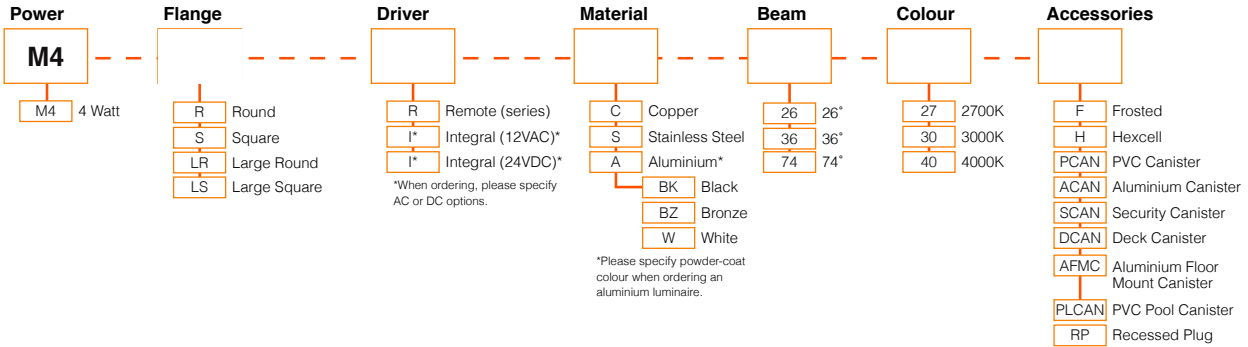 Power Flange Driver Material Beam Colour Accessories
M4
M4 4 Watt
R Round
S Square
LR Large Round
LS Large Square
R Remote (series)
I* Integral (12VAC)*
I* Integral (24VDC)*
*When ordering, please specify
AC or DC options.
C Copper
S Stainless Steel
A Aluminium*
BK Black
BZ Bronze
W White
*Please specify powder-coat
colour when ordering an
aluminium luminaire.
26 26˚
36 36˚
74 74˚
27 2700K
30 3000K
40 4000K
F Frosted
H Hexcell
PCAN PVC Canister
ACAN Aluminium Canister
SCAN Security Canister
DCAN Deck Canister
AFMC Aluminium Floor
Mount Canister
PLCAN PVC Pool Canister
RP Recessed Plug